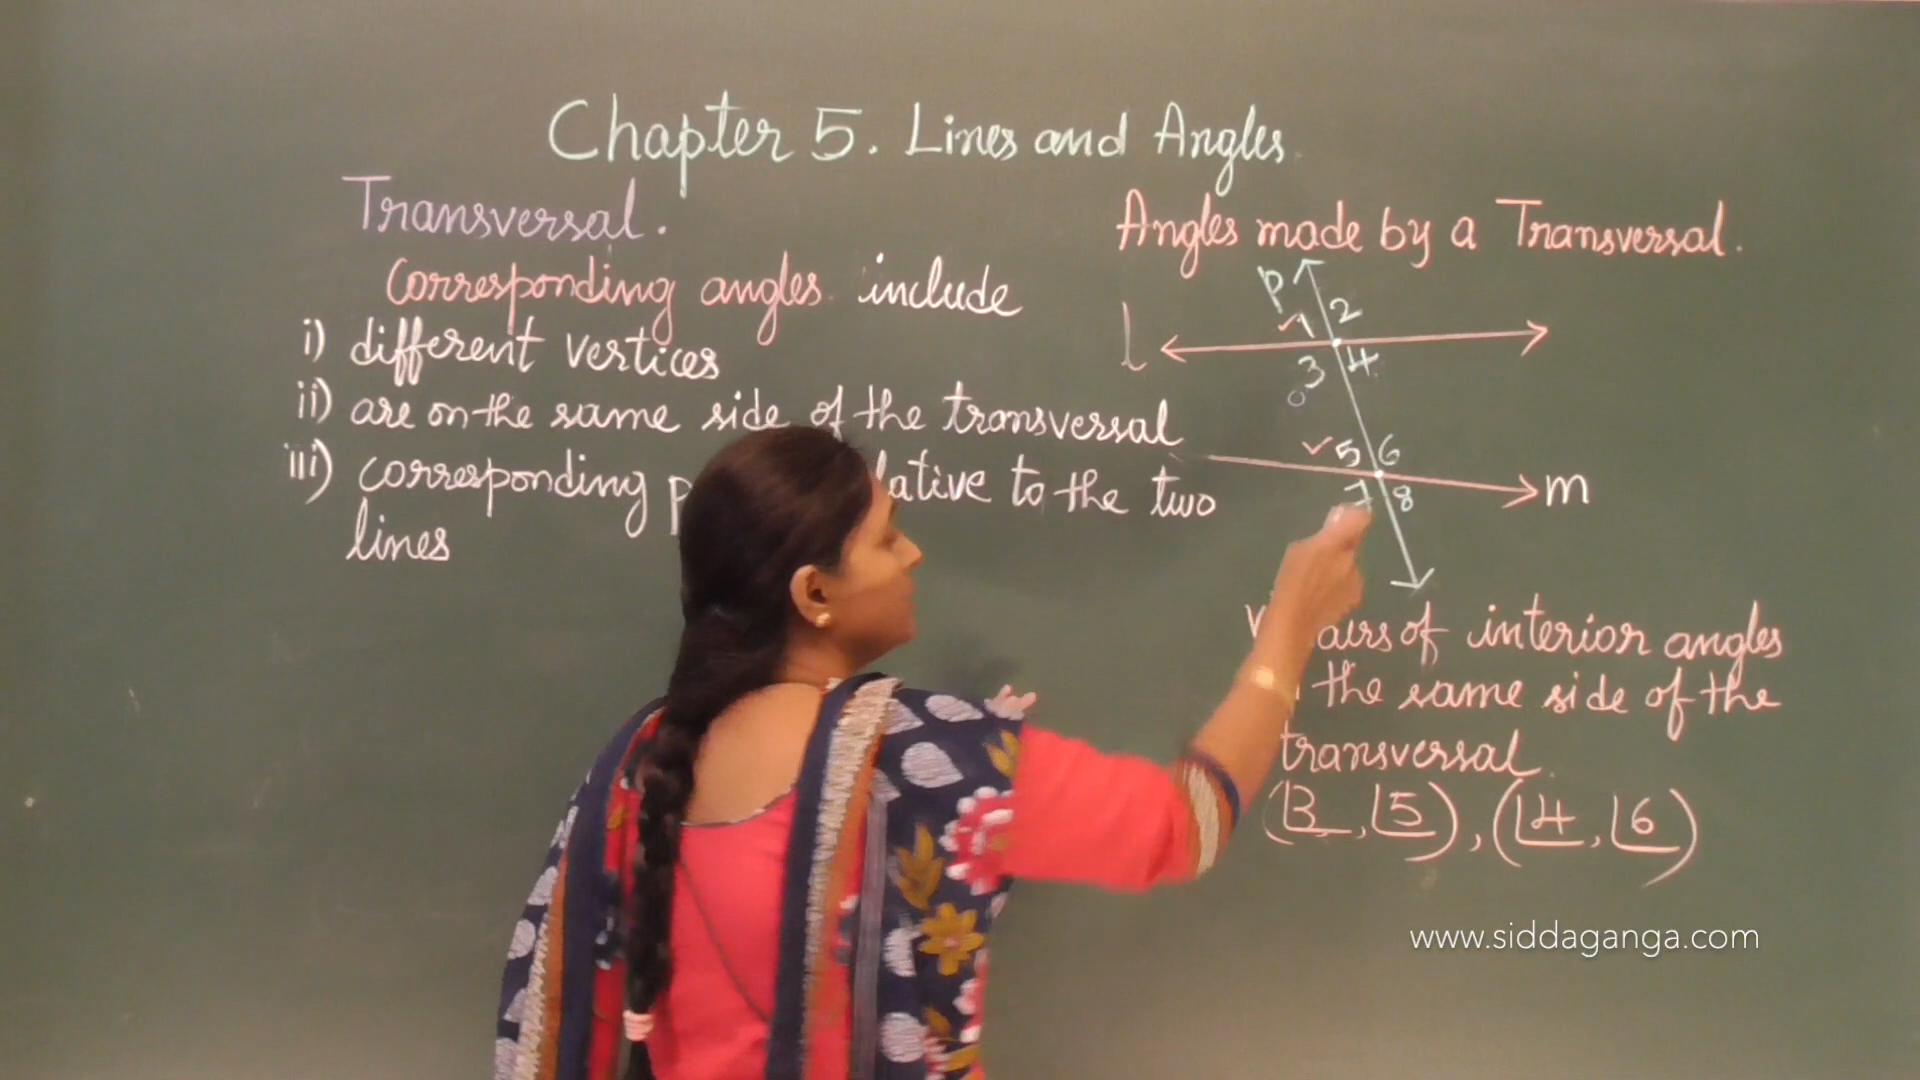 Chapter 5. Lines and Angles
Transversal.
Corresponding angles include
i) different vertices
ii) are on the same side of the transversal
iii) corresponding to the two
lines
Angles made by a Transversal.
p
1 2
l
3 4
5 6
m
7 8
of interior angles
the same side of the
transversal.
(∠3, ∠5), (∠4, ∠6)
www.siddaganga.com